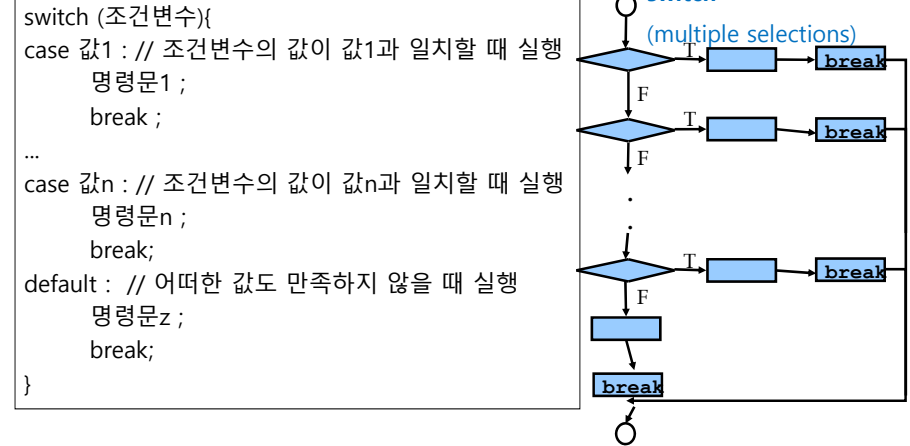 switch (조건변수){
case 값1 : // 조건변수의 값이 값1과 일치할 때 실행
명령문1 ;
break ;
...
case 값n : // 조건변수의 값이 값n과 일치할 때 실행
명령문n ;
break;
default :  // 어떠한 값도 만족하지 않을 때 실행
명령문z ;
break;
}
(multiple selections)
T
break
F
T
break
F
.
.
T
break
F
break